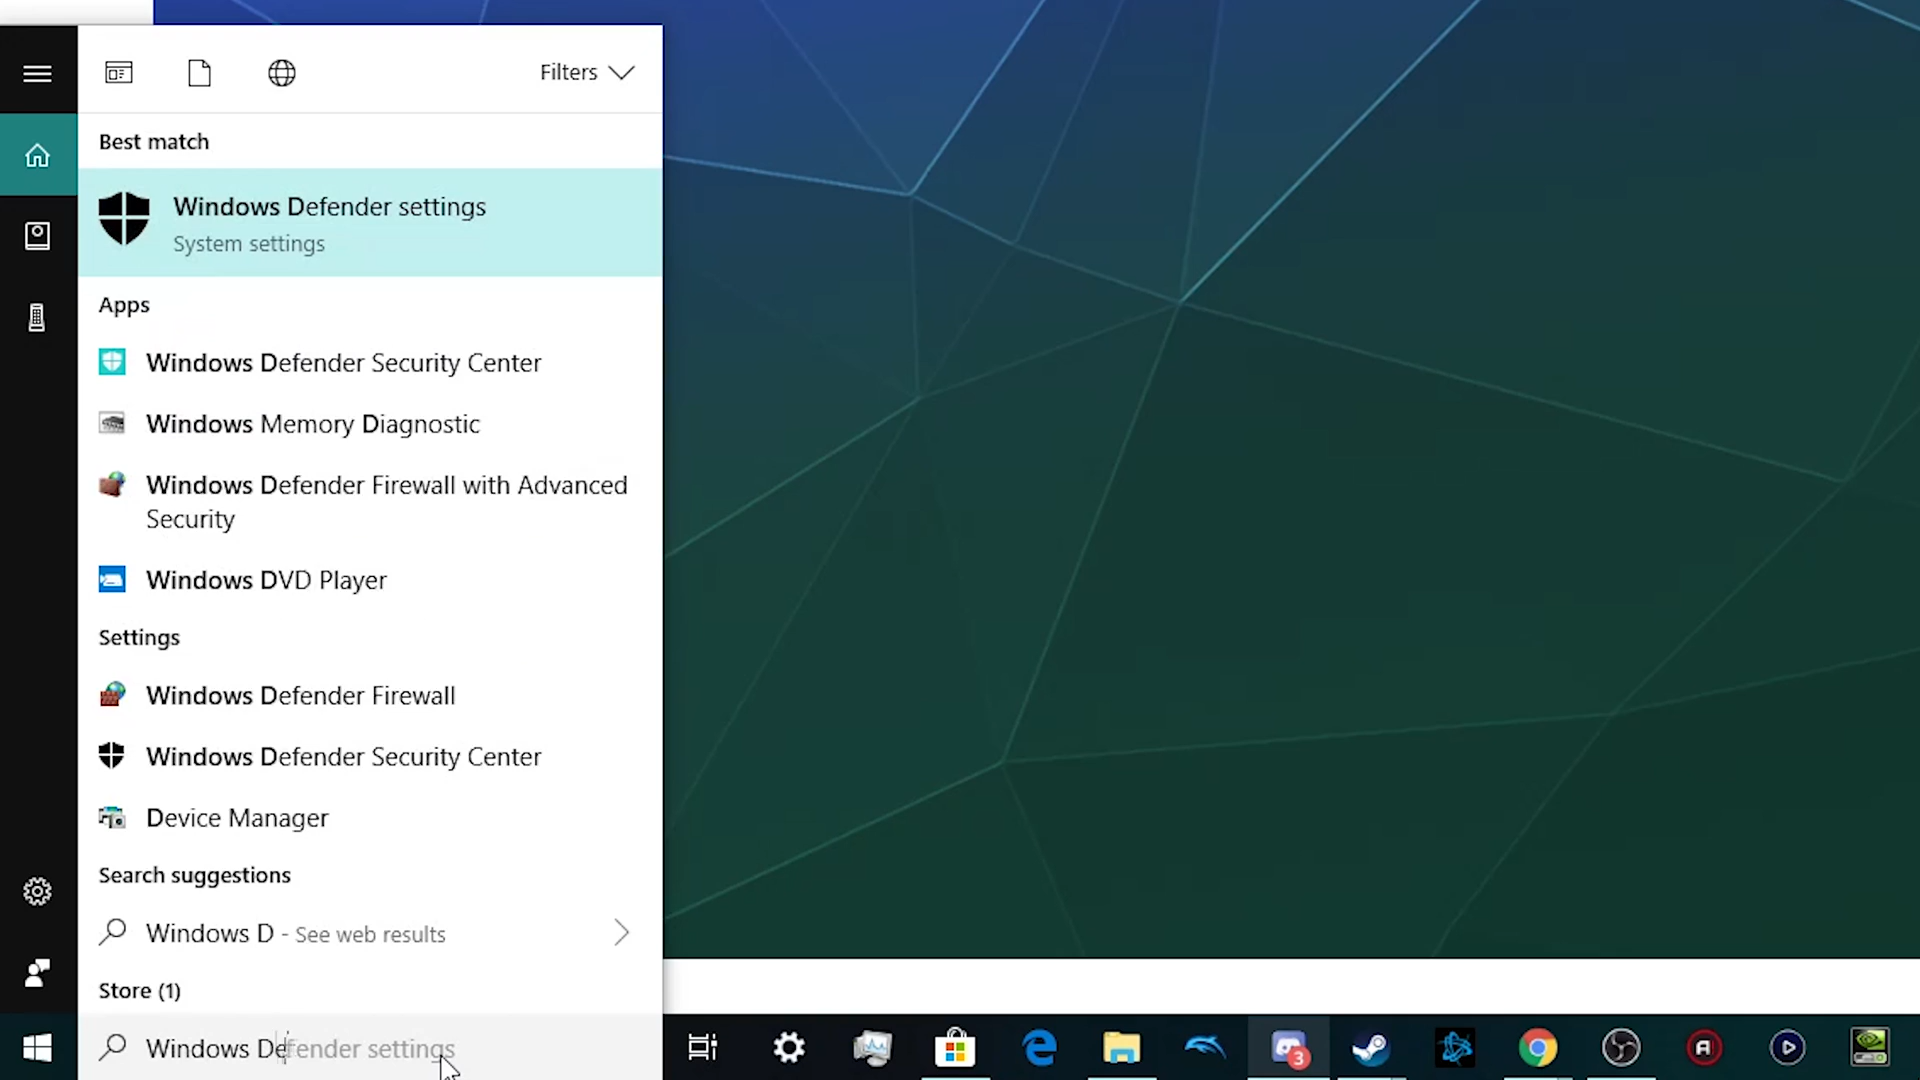 Filters
Best match
Windows Defender settings
System settings
Apps
Windows Defender Security Center
Windows Memory Diagnostic
Windows Defender Firewall with Advanced
Security
Windows DVD Player
Settings
Windows Defender Firewall
Windows Defender Security Center
Device Manager
Search suggestions
Windows D - See web results
Store (1)
Windows Defender settings
3